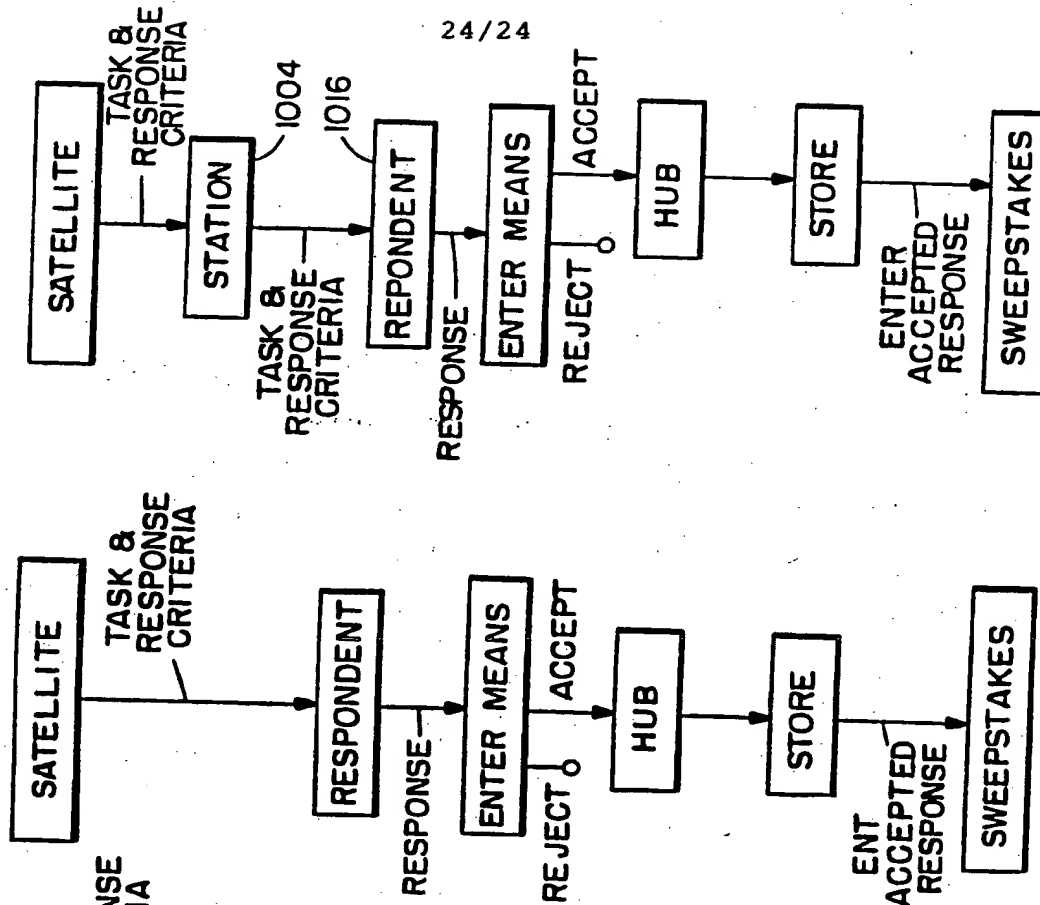 24/24
SATELLITE
TASK &
RESPONSE
CRITERIA
STATION
1004
TASK &
RESPONSE
CRITERIA
1016
REPONDENT
RESPONSE
ENTER MEANS
REJECT
ACCEPT
HUB
STORE
ENTER
ACCEPTED
RESPONSE
SWEEPSTAKES
SATELLITE
TASK &
RESPONSE
CRITERIA
RESPONDENT
RESPONSE
ENTER MEANS
REJECT
ACCEPT
HUB
STORE
ENT
ACCEPTED
RESPONSE
SWEEPSTAKES
NSE
IA